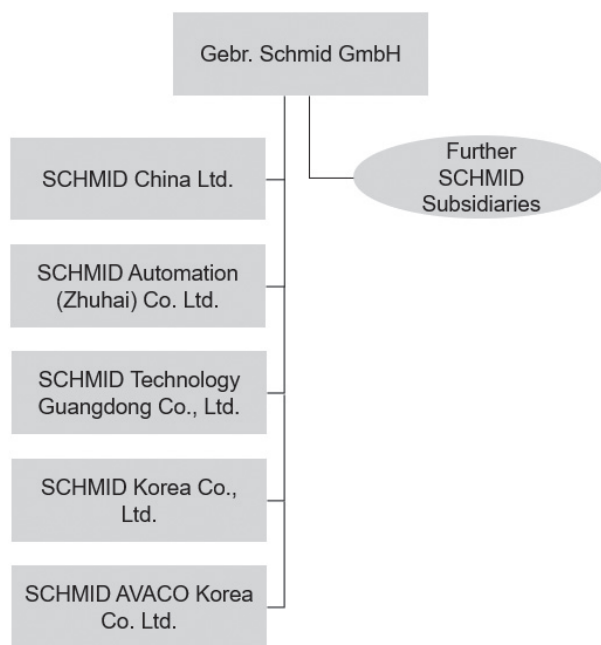 Gebr. Schmid GmbH
Further
SCHMID
Subsidiaries
SCHMID China Ltd.
SCHMID Automation
(Zhuhai) Co. Ltd.
SCHMID Technology
Guangdong Co., Ltd.
SCHMID Korea Co.,
Ltd.
SCHMID AVACO Korea
Co. Ltd.